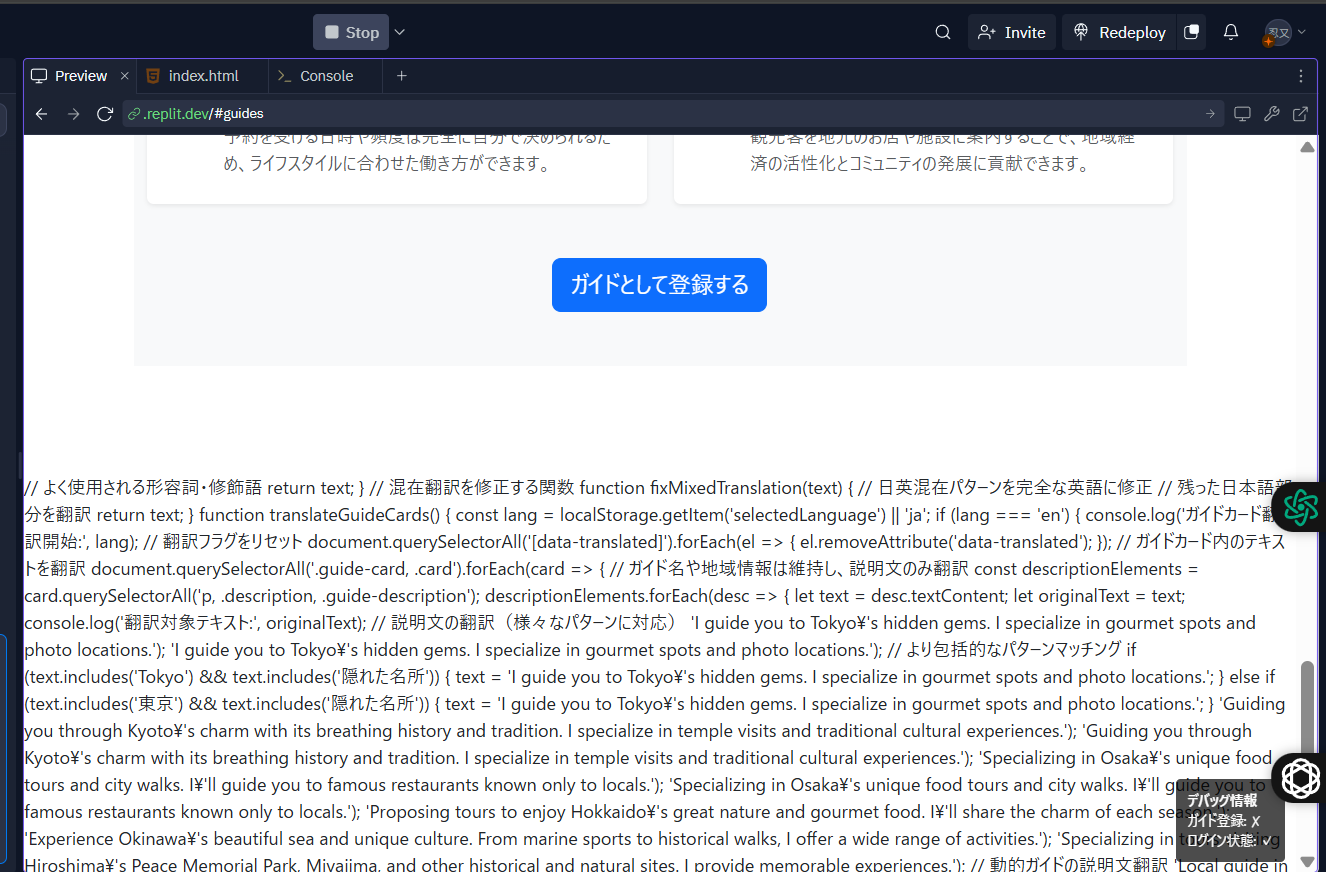 Stop
Invite
Redeploy
Preview
index.html
Console
.replit.dev/#guides
予約を受ける日時や頻度は完全に自分で決められるた
め、ライフスタイルに合わせた働き方ができます。
観光客を地元のお店や施設に案内することで、地域経
済の活性化とコミュニティの発展に貢献できます。
ガイドとして登録する
// よく使用される形容詞・修飾語 return text; } // 混在翻訳を修正する関数 function fixMixedTranslation(text) { // 日英混在パターンを完全な英語に修正 // 残った日本語部
分を翻訳 return text; } function translateGuideCards() { const lang = localStorage.getItem('selectedLanguage') || 'ja'; if (lang === 'en') { console.log('ガイドカード翻
訳開始:', lang); // 翻訳フラグをリセット document.querySelectorAll('[data-translated]').forEach(el => { el.removeAttribute('data-translated'); }); // ガイドカード内のテキス
トを翻訳 document.querySelectorAll('.guide-card, .card').forEach(card => { // ガイド名や地域情報は維持し、説明文のみ翻訳 const descriptionElements =
card.querySelectorAll('p, .description, .guide-description'); descriptionElements.forEach(desc => { let text = desc.textContent; let originalText = text;
console.log('翻訳対象テキスト:', originalText); // 説明文の翻訳（様々なパターンに対応） 'I guide you to Tokyo¥'s hidden gems. I specialize in gourmet spots and
photo locations.'); 'I guide you to Tokyo¥'s hidden gems. I specialize in gourmet spots and photo locations.'); // より包括的なパターンマッチング if
(text.includes('Tokyo') && text.includes('隠れた名所')) { text = 'I guide you to Tokyo¥'s hidden gems. I specialize in gourmet spots and photo locations.'; } else if
(text.includes('東京') && text.includes('隠れた名所')) { text = 'I guide you to Tokyo¥'s hidden gems. I specialize in gourmet spots and photo locations.'; } 'Guiding
you through Kyoto¥'s charm with its breathing history and tradition. I specialize in temple visits and traditional cultural experiences.'); 'Guiding you through
Kyoto¥'s charm with its breathing history and tradition. I specialize in temple visits and traditional cultural experiences.'); 'Specializing in Osaka¥'s unique food
tours and city walks. I¥'ll guide you to famous restaurants known only to locals.'); 'Specializing in Osaka¥'s unique food tours and city walks. I¥'ll guide you to
famous restaurants known only to locals.'); 'Proposing tours to enjoy Hokkaido¥'s great nature and gourmet food. I¥'ll share the charm of each season.');
'Experience Okinawa¥'s beautiful sea and unique culture. From marine sports to historical walks, I offer a wide range of activities.'); 'Specializing in
Hiroshima¥'s Peace Memorial Park, Miyajima, and other historical and natural sites. I provide memorable experiences.'); // 動的ガイドの説明文翻訳 'Local guide in
デバッグ情報
ガイド登録: ✗
ログイン状態: ✓